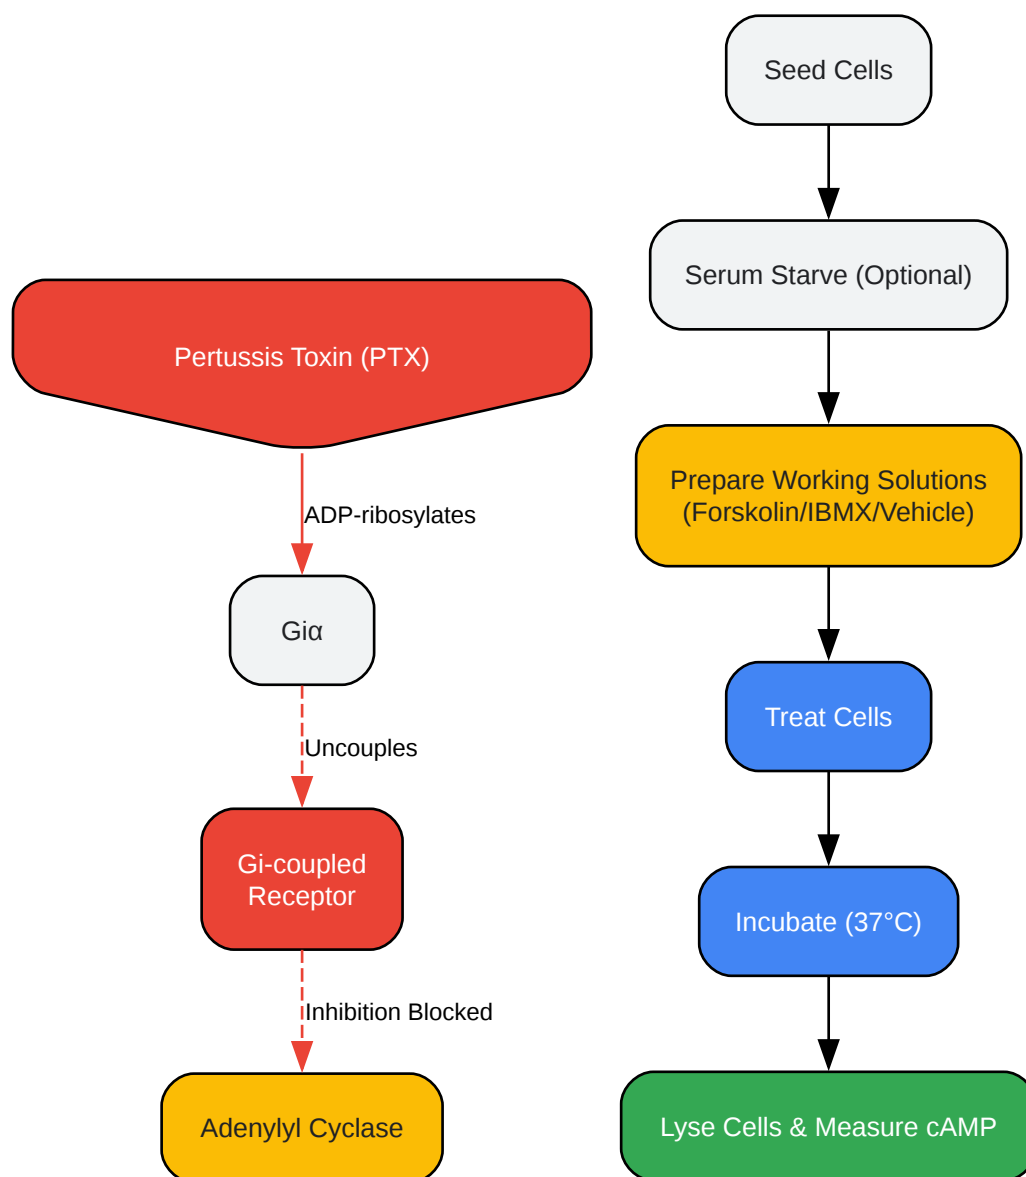 Pertussis Toxin (PTX)
ADP-ribosylates
Giα
Uncouples
Gi-coupled
Receptor
Inhibition Blocked
Adenylyl Cyclase
Seed Cells
Serum Starve (Optional)
Prepare Working Solutions
(Forskolin/IBMX/Vehicle)
Treat Cells
Incubate (37°C)
Lyse Cells & Measure cAMP